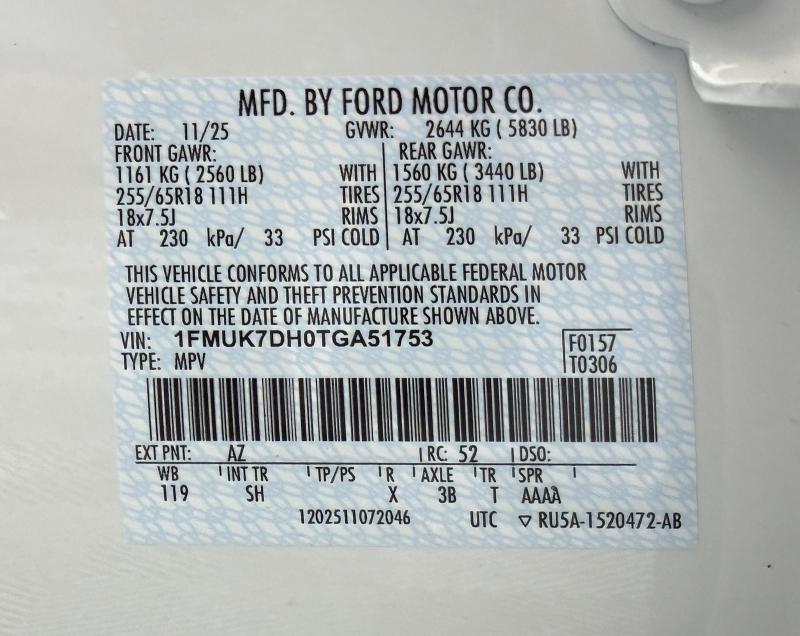 MFD. BY FORD MOTOR CO.
DATE: 11/25 GVWR: 2644 KG ( 5830 LB)
FRONT GAWR: REAR GAWR:
1161 KG ( 2560 LB) WITH 1560 KG ( 3440 LB) WITH
255/65R18 111H TIRES 255/65R18 111H TIRES
18x7.5J RIMS 18x7.5J RIMS
AT 230 kPa/ 33 PSI COLD AT 230 kPa/ 33 PSI COLD
THIS VEHICLE CONFORMS TO ALL APPLICABLE FEDERAL MOTOR
VEHICLE SAFETY AND THEFT PREVENTION STANDARDS IN
EFFECT ON THE DATE OF MANUFACTURE SHOWN ABOVE.
VIN: 1FMUK7DH0TGA51753 F0157
TYPE: MPV T0306
EXT PNT: AZ RC: 52 DSO:
WB INT TR TP/PS R AXLE TR SPR
119 SH X 3B T AAAA
1202511072046 UTC ▽ RU5A-1520472-AB